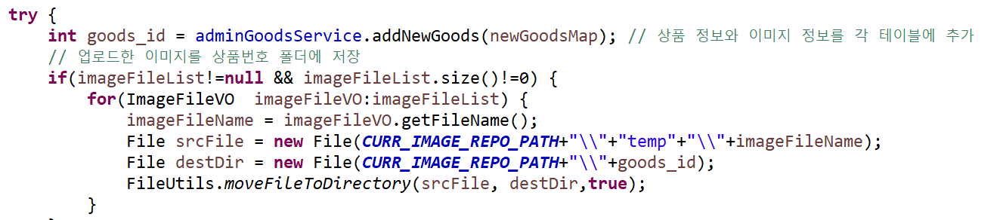 try {
int goods_id = adminGoodsService.addNewGoods(newGoodsMap); // 상품 정보와 이미지 정보를 각 테이블에 추가
// 업로드한 이미지를 상품번호 폴더에 저장
if(imageFileList!=null && imageFileList.size()!=0) {
for(ImageFileVO  imageFileVO:imageFileList) {
imageFileName = imageFileVO.getFileName();
File srcFile = new File(CURR_IMAGE_REPO_PATH+"\\"+"temp"+"\\"+imageFileName);
File destDir = new File(CURR_IMAGE_REPO_PATH+"\\"+goods_id);
FileUtils.moveFileToDirectory(srcFile, destDir,true);
}